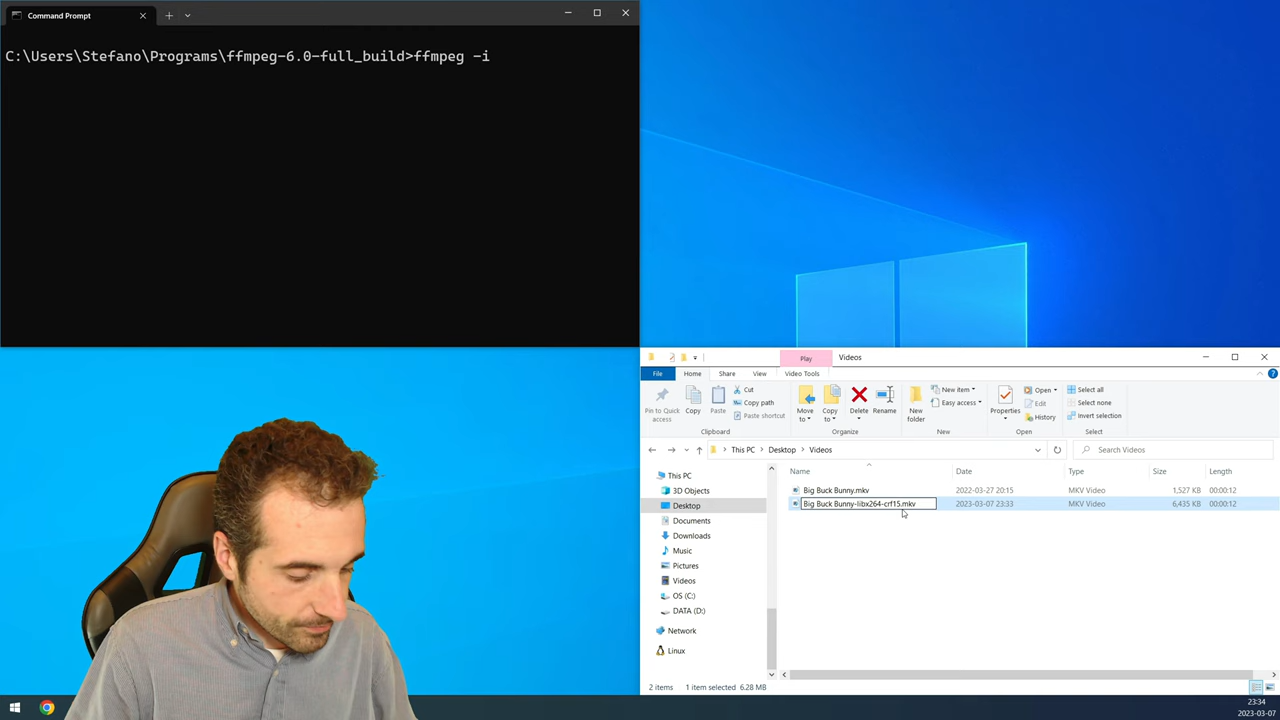 Command Prompt
C:\Users\Stefano\Programs\ffmpeg-6.0-full_build>ffmpeg -i
Play
Videos
File
Home
Share
View
Video Tools
Pin to Quick access
Copy
Paste
Cut
Copy path
Paste shortcut
Clipboard
Move to
Copy to
Delete
Rename
Organize
New folder
New item
Easy access
New
Properties
Open
Edit
History
Open
Select all
Select none
Invert selection
Select
This PC
Desktop
Videos
Search Videos
Name
Date
Type
Size
Length
Big Buck Bunny.mkv 2022-03-27 20:15 MKV Video 1,527 KB 00:00:12
Big Buck Bunny-libx264-crf15.mkv 2023-03-07 23:33 MKV Video 6,435 KB 00:00:12
This PC
3D Objects
Desktop
Documents
Downloads
Music
Pictures
Videos
OS (C:)
DATA (D:)
Network
Linux
2 items
1 item selected 6.28 MB
23:34
2023-03-07